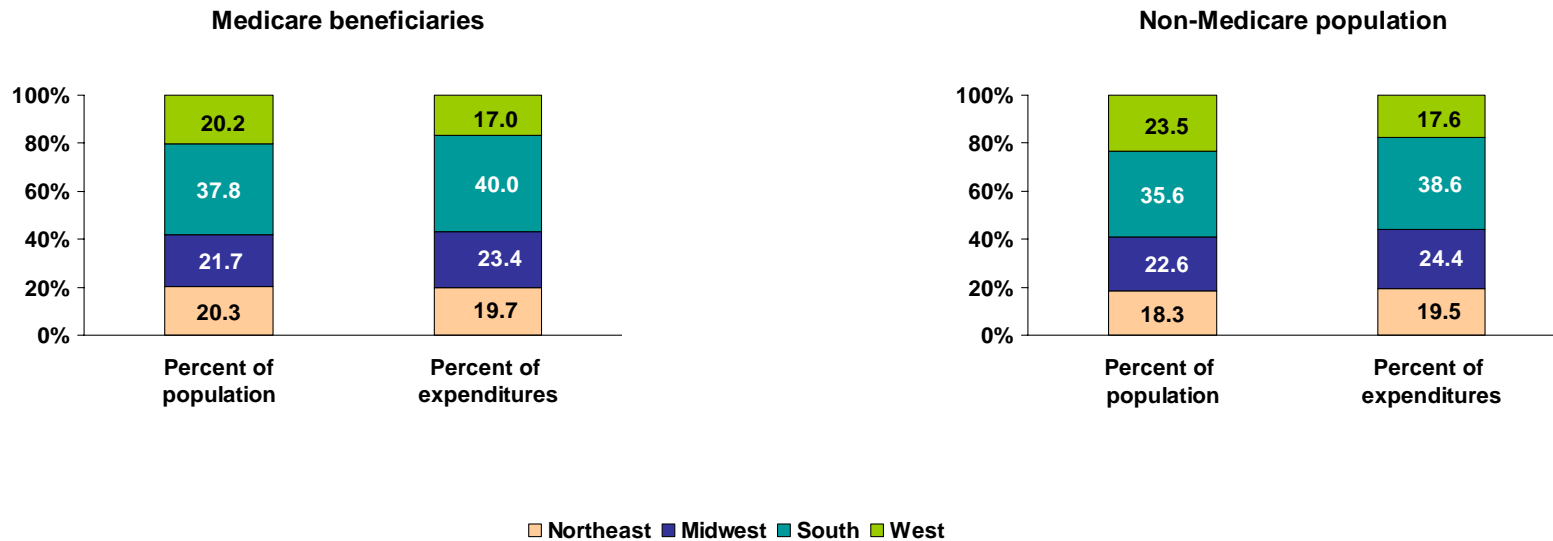 Medicare beneficiaries
100%
80%
60%
40%
20%
0%
20.2
37.8
21.7
20.3
17.0
40.0
23.4
19.7
Percent of
population
Percent of
expenditures
Non-Medicare population
100%
80%
60%
40%
20%
0%
23.5
35.6
22.6
18.3
17.6
38.6
24.4
19.5
Percent of
population
Percent of
expenditures
Northeast Midwest South West